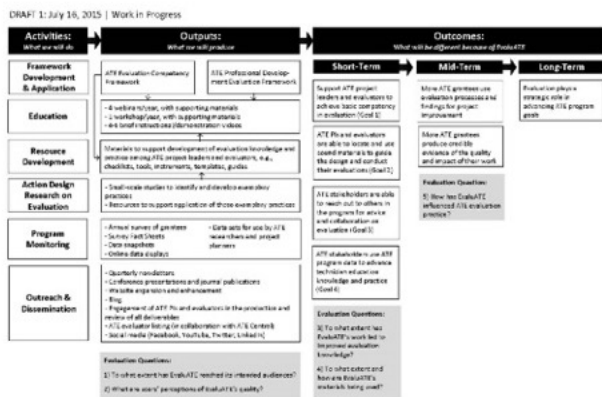 DRAFT 1: July 16, 2015 | Work in Progress
Activities:
What we will do
Outputs:
What we will produce
Outcomes:
What will be different because of EvaluATE
Short-Term
Mid-Term
Long-Term
Framework
Development
& Application
ATE Evaluation Competency
Framework
ATE Professional Develop-
ment Evaluation Framework
Education
- 4 webinars/year, with supporting materials
- 1 workshop/year, with supporting materials
- 4-6 brief instructional/demonstration videos
Resource
Development
Materials to support development of evaluation knowledge and
practice among ATE project leaders and evaluators, e.g.,
checklists, tools, instruments, templates, guides
Action Design
Research on
Evaluation
- Small-scale studies to identify and develop exemplary
practices
- Resources to support application of those exemplary practices
Program
Monitoring
- Annual survey of grantees
- Survey Fact Sheets
- Data snapshots
- Online data displays
- Data sets for use by ATE
researchers and project
planners
Outreach &
Dissemination
- Quarterly newsletters
- Conference presentations and journal publications
- Website expansion and enhancement
- Blog
- Engagement of ATE PIs and evaluators in the production and
review of all deliverables
- ATE evaluator listing (in collaboration with ATE Central)
- Social media (Facebook, YouTube, Twitter, LinkedIn)
Evaluation Questions:
1) To what extent has EvaluATE reached its intended audiences?
2) What are users' perceptions of EvaluATE's quality?
Support ATE project
leaders and evaluators
to achieve basic competency
in evaluation (Goal 1)
ATE PIs and evaluators
are able to locate and use
sound materials to guide
the design and conduct
their evaluations (Goal 2)
ATE stakeholders are able
to reach out to others in
the program for advice and
collaboration on
evaluation (Goal 3)
ATE stakeholders use ATE
program data to advance
technician education
knowledge and practice
(Goal 4)
Evaluation Questions:
3) To what extent has
EvaluATE's work led to
improved evaluation
knowledge?
4) To what extent and
how are EvaluATE's
materials being used?
More ATE grantees use
evaluation processes and
findings for project
improvement
More ATE grantees
produce credible
evidence of the quality
and impact of their work
Evaluation Question:
5) How has EvaluATE
influenced ATE evaluation
practice?
Evaluation plays a
strategic role in
advancing ATE program
goals